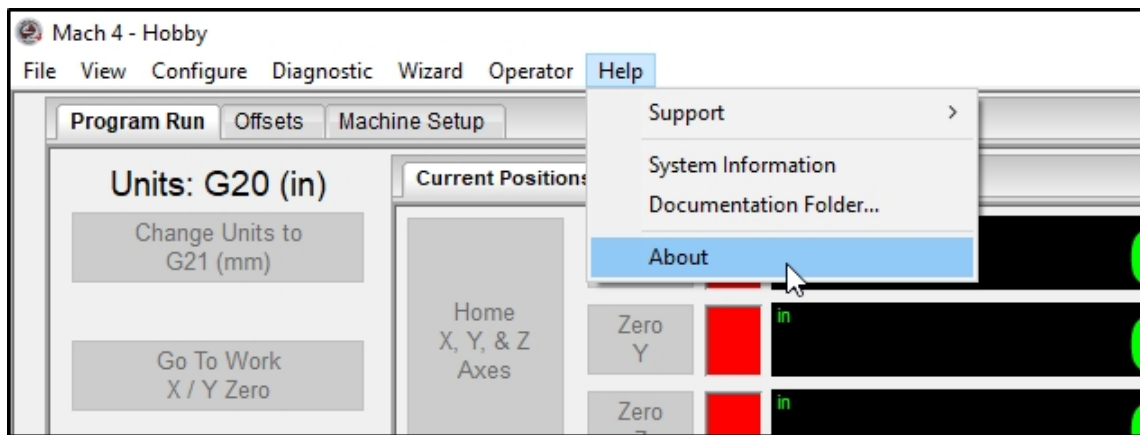 Mach 4 - Hobby
File View Configure Diagnostic Wizard Operator Help
Support
System Information
Documentation Folder...
About
Program Run Offsets Machine Setup
Units: G20 (in)
Change Units to
G21 (mm)
Go To Work
X / Y Zero
Current Positions
Home
X, Y, & Z
Axes
Zero
Y
in
Zero
in